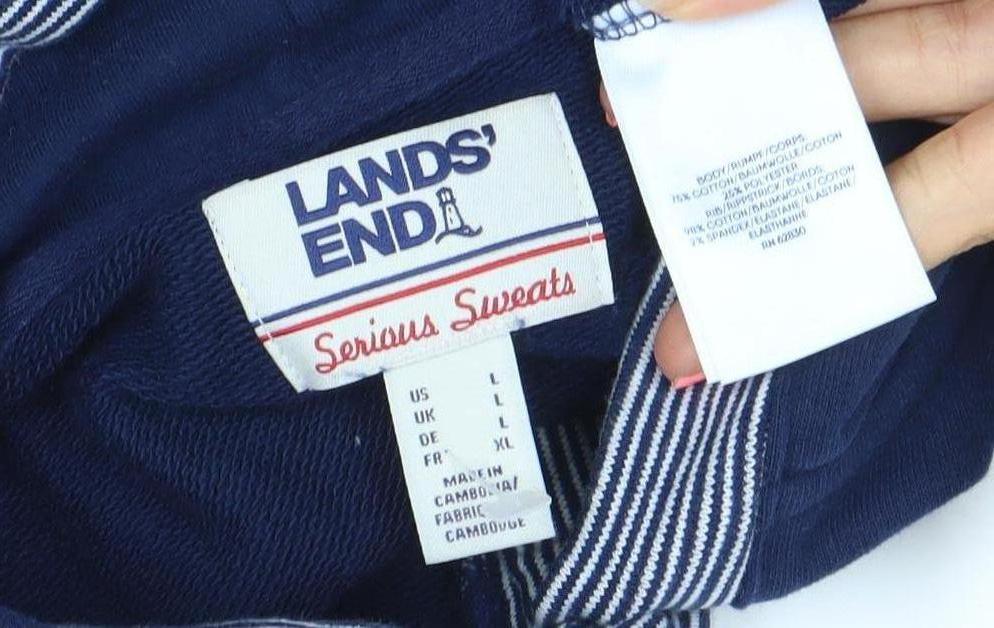 LANDS'
END
Serious Sweats
US L
UK L
DE L
FR XL
MADE IN
CAMBODIA/
FABRIC
CAMBODGE
BODY/RUMPF/CORPS
75% COTTON/BAUMWOLLE/COTON
25% POLYESTER
RIB/RIPPSTRICK/BORDS
98% COTTON/BAUMWOLLE/COTON
2% SPANDEX/ELASTANE/ELASTANE/
ELASTHANNE
RN 62830